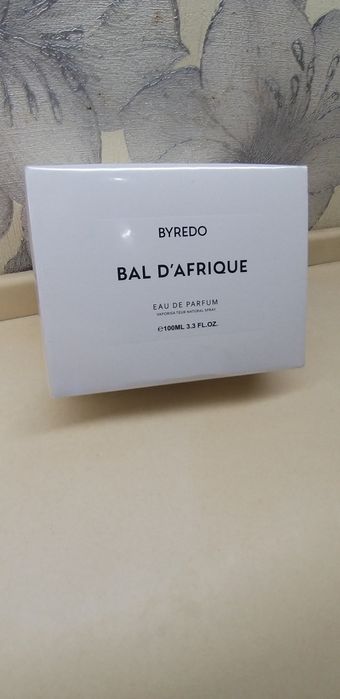 BYREDO
BAL D'AFRIQUE
EAU DE PARFUM
VAPORISA TEUR NATURAL SPRAY
℮100ML 3.3 FL.OZ.